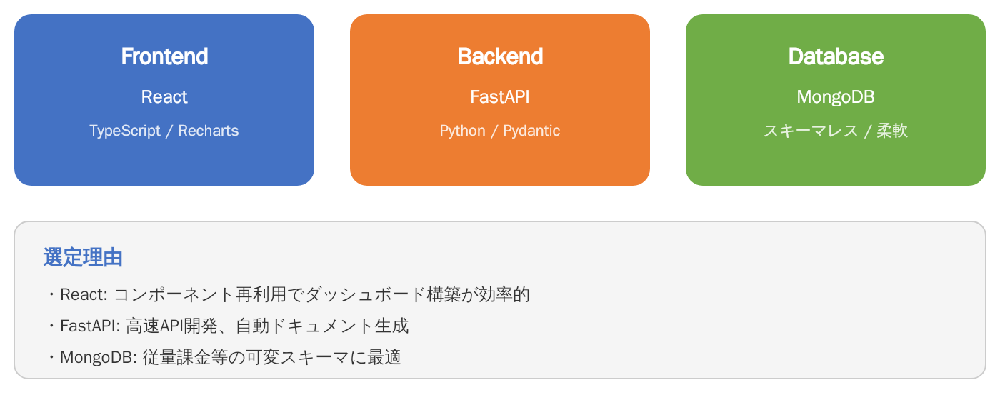 Frontend
React
TypeScript / Recharts
Backend
FastAPI
Python / Pydantic
Database
MongoDB
スキーマレス / 柔軟
選定理由
・React: コンポーネント再利用でダッシュボード構築が効率的
・FastAPI: 高速API開発、自動ドキュメント生成
・MongoDB: 従量課金等の可変スキーマに最適